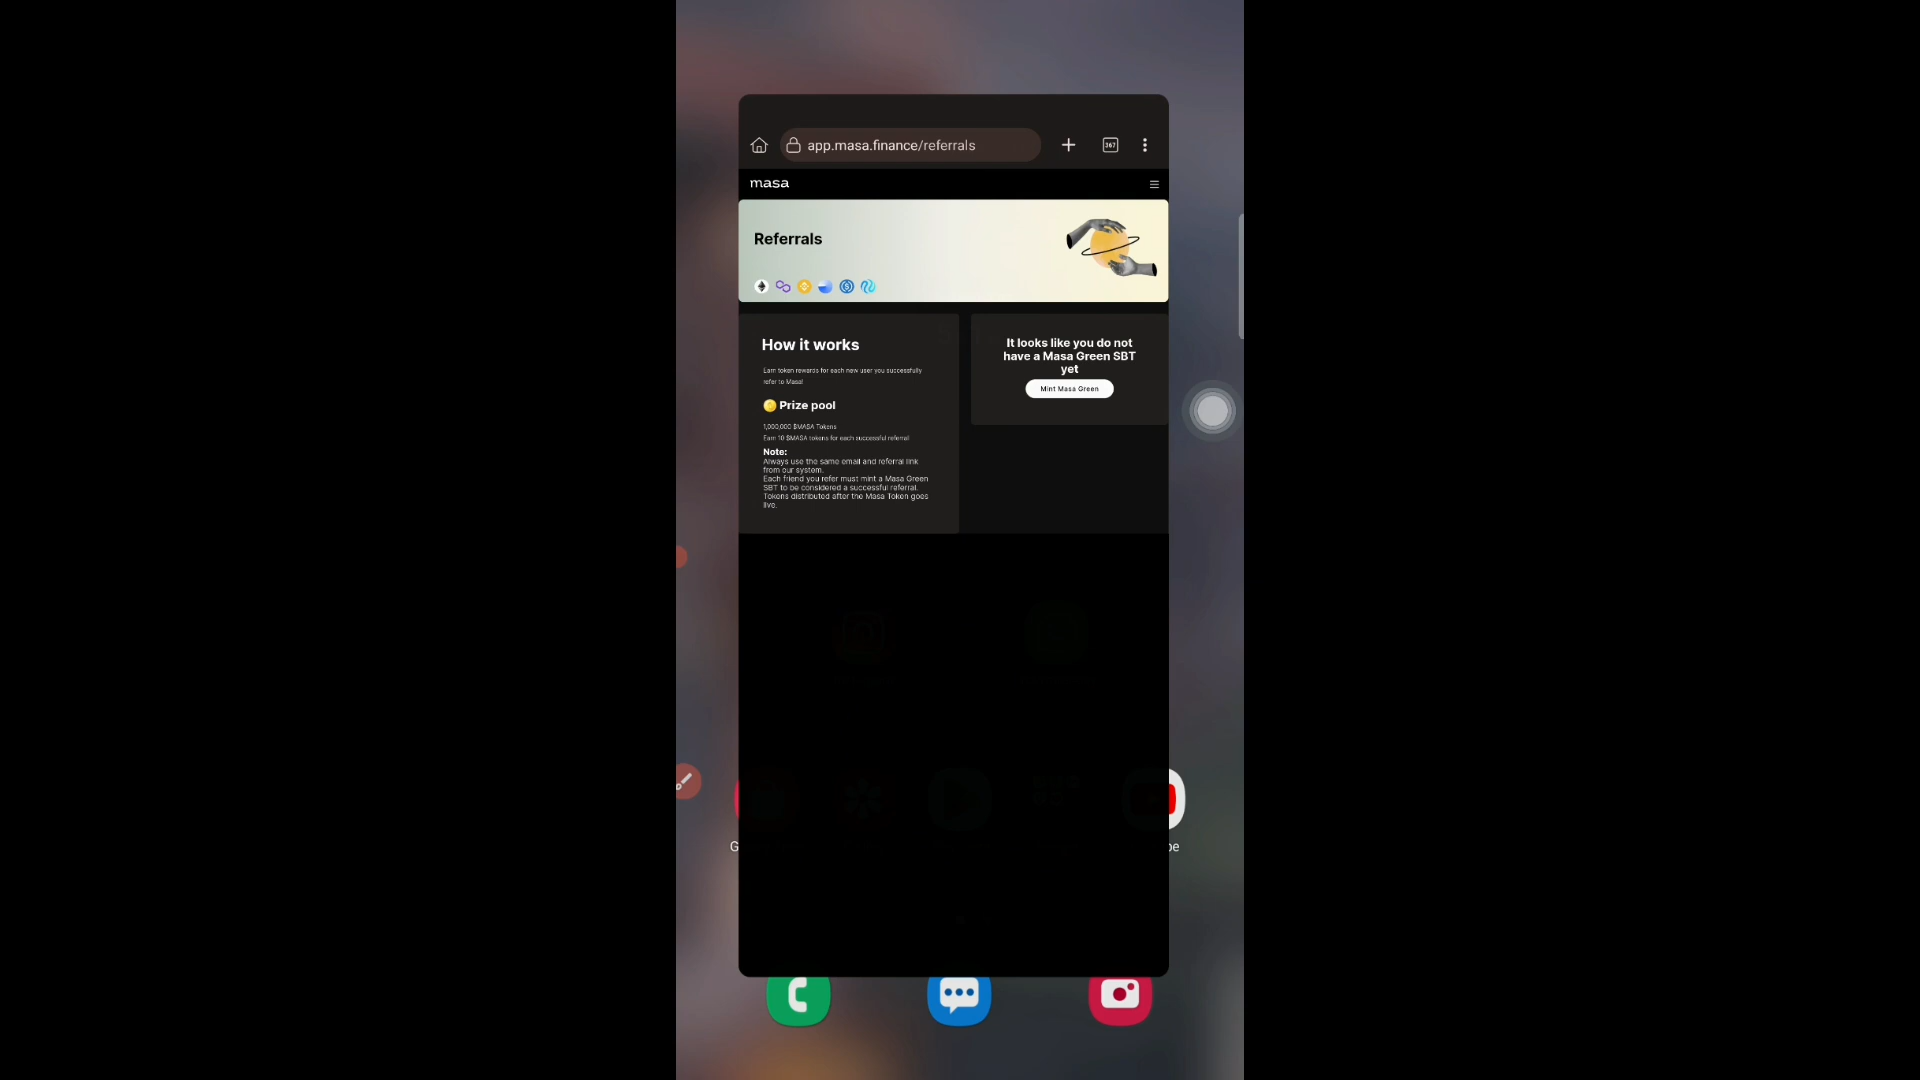 app.masa.finance/referrals
367
masa
Referrals
How it works
Earn token rewards for each new user you successfully
refer to Masa!
Prize pool
1,000,000 $MASA Tokens
Earn 10 $MASA tokens for each successful referral
Note:
Always use the same email and referral link
from our system.
Each friend you refer must mint a Masa Green
SBT to be considered a successful referral.
Tokens distributed after the Masa Token goes
live.
It looks like you do not
have a Masa Green SBT
yet
Mint Masa Green
G
be